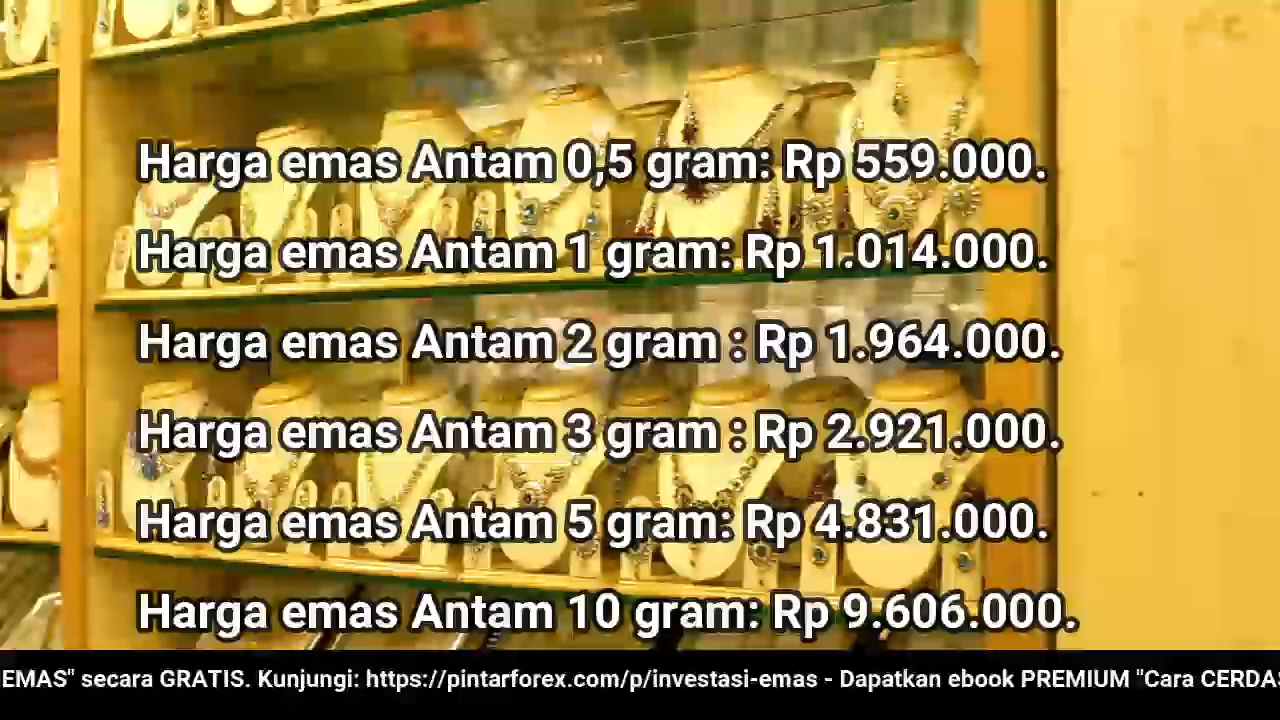 Harga emas Antam 0,5 gram: Rp 559.000.
Harga emas Antam 1 gram: Rp 1.014.000.
Harga emas Antam 2 gram : Rp 1.964.000.
Harga emas Antam 3 gram : Rp 2.921.000.
Harga emas Antam 5 gram: Rp 4.831.000.
Harga emas Antam 10 gram: Rp 9.606.000.
EMAS" secara GRATIS. Kunjungi: https://pintarforex.com/p/investasi-emas - Dapatkan ebook PREMIUM "Cara CERDAS